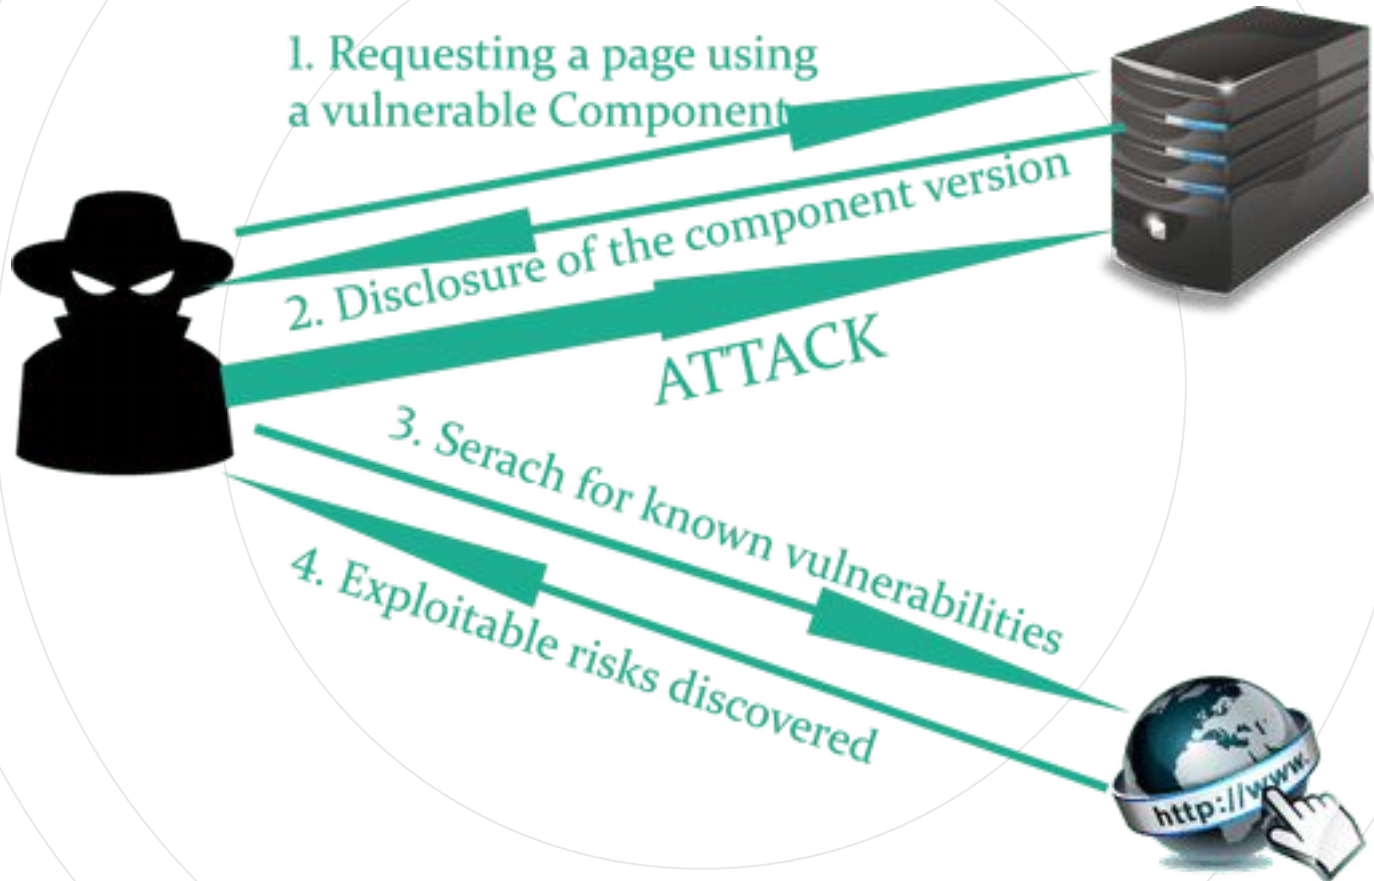 1. Requesting a page using
a vulnerable Component
2. Disclosure of the component version
ATTACK
3. Serach for known vulnerabilities
4. Exploitable risks discovered
http://www.